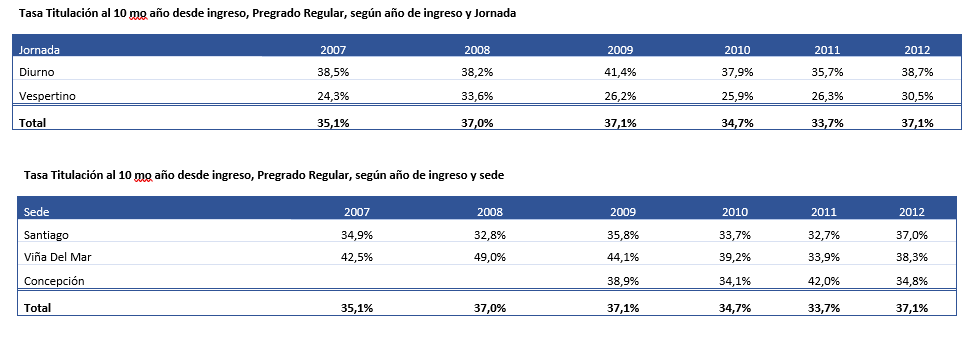 Tasa Titulación al 10 mo año desde ingreso, Pregrado Regular, según año de ingreso y Jornada
Jornada 2007 2008 2009 2010 2011 2012
Diurno 38,5% 38,2% 41,4% 37,9% 35,7% 38,7%
Vespertino 24,3% 33,6% 26,2% 25,9% 26,3% 30,5%
Total 35,1% 37,0% 37,1% 34,7% 33,7% 37,1%
Tasa Titulación al 10 mo año desde ingreso, Pregrado Regular, según año de ingreso y sede
Sede 2007 2008 2009 2010 2011 2012
Santiago 34,9% 32,8% 35,8% 33,7% 32,7% 37,0%
Viña Del Mar 42,5% 49,0% 44,1% 39,2% 33,9% 38,3%
Concepción 38,9% 34,1% 42,0% 34,8%
Total 35,1% 37,0% 37,1% 34,7% 33,7% 37,1%